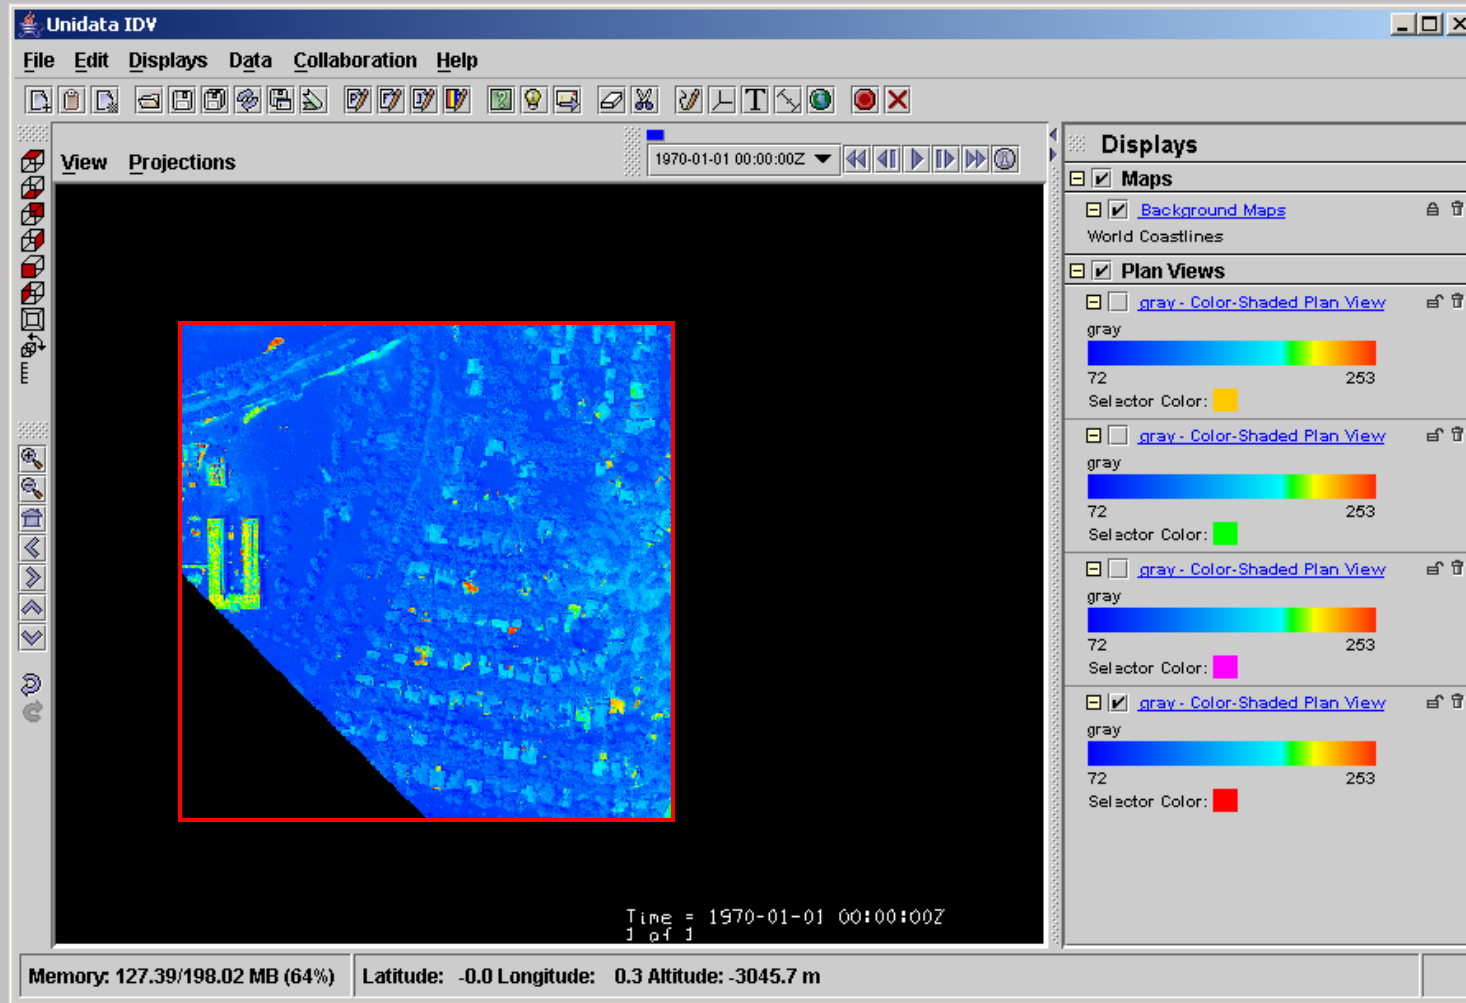 Unidata IDV
File Edit Displays Data Collaboration Help
View Projections
1970-01-01 00:00:00Z
Displays
Maps
Background Maps
World Coastlines
Plan Views
gray - Color-Shaded Plan View
gray
72 253
Selector Color:
gray - Color-Shaded Plan View
gray
72 253
Selector Color:
gray - Color-Shaded Plan View
gray
72 253
Selector Color:
gray - Color-Shaded Plan View
gray
72 253
Selector Color:
Time = 1970-01-01 00:00:00Z
1 of 1
Memory: 127.39/198.02 MB (64%) Latitude: -0.0 Longitude: 0.3 Altitude: -3045.7 m